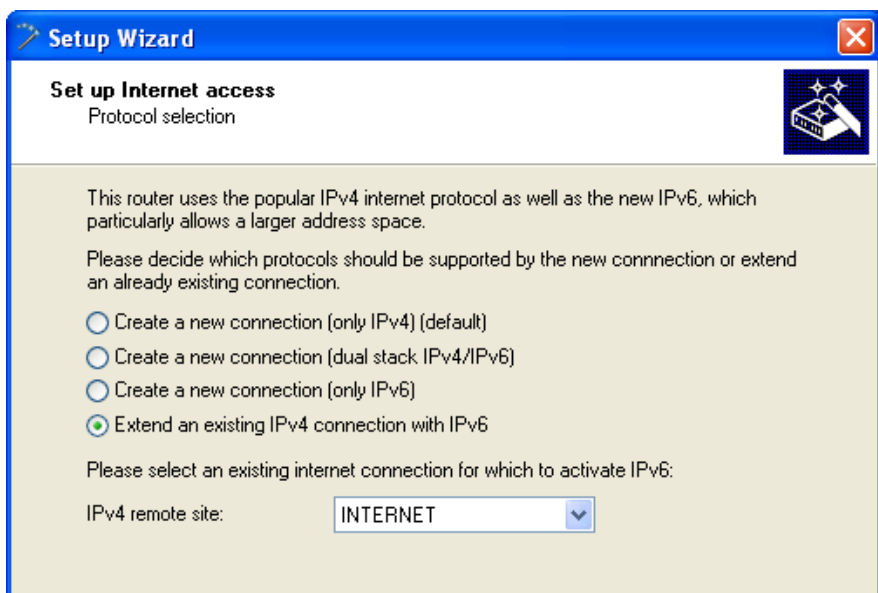 Setup Wizard
Set up Internet access
Protocol selection
This router uses the popular IPv4 internet protocol as well as the new IPv6, which
particularly allows a larger address space.
Please decide which protocols should be supported by the new connnection or extend
an already existing connection.
Create a new connection (only IPv4) (default)
Create a new connection (dual stack IPv4/IPv6)
Create a new connection (only IPv6)
Extend an existing IPv4 connection with IPv6
Please select an existing internet connection for which to activate IPv6:
IPv4 remote site: INTERNET